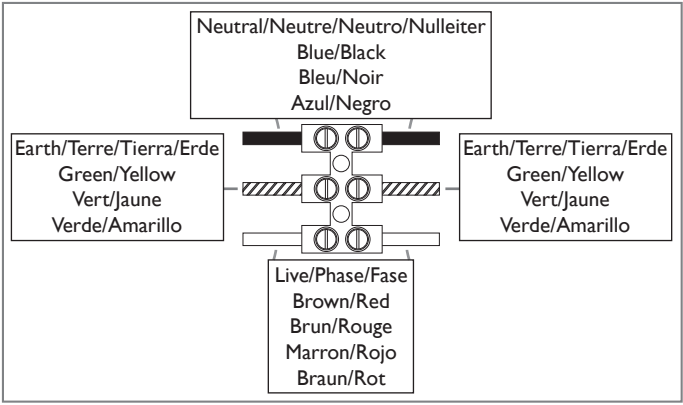 Neutral/Neutre/Neutro/Nulleiter
Blue/Black
Bleu/Noir
Azul/Negro
Earth/Terre/Tierra/Erde
Green/Yellow
Vert/Jaune
Verde/Amarillo
Earth/Terre/Tierra/Erde
Green/Yellow
Vert/Jaune
Verde/Amarillo
Live/Phase/Fase
Brown/Red
Brun/Rouge
Marron/Rojo
Braun/Rot